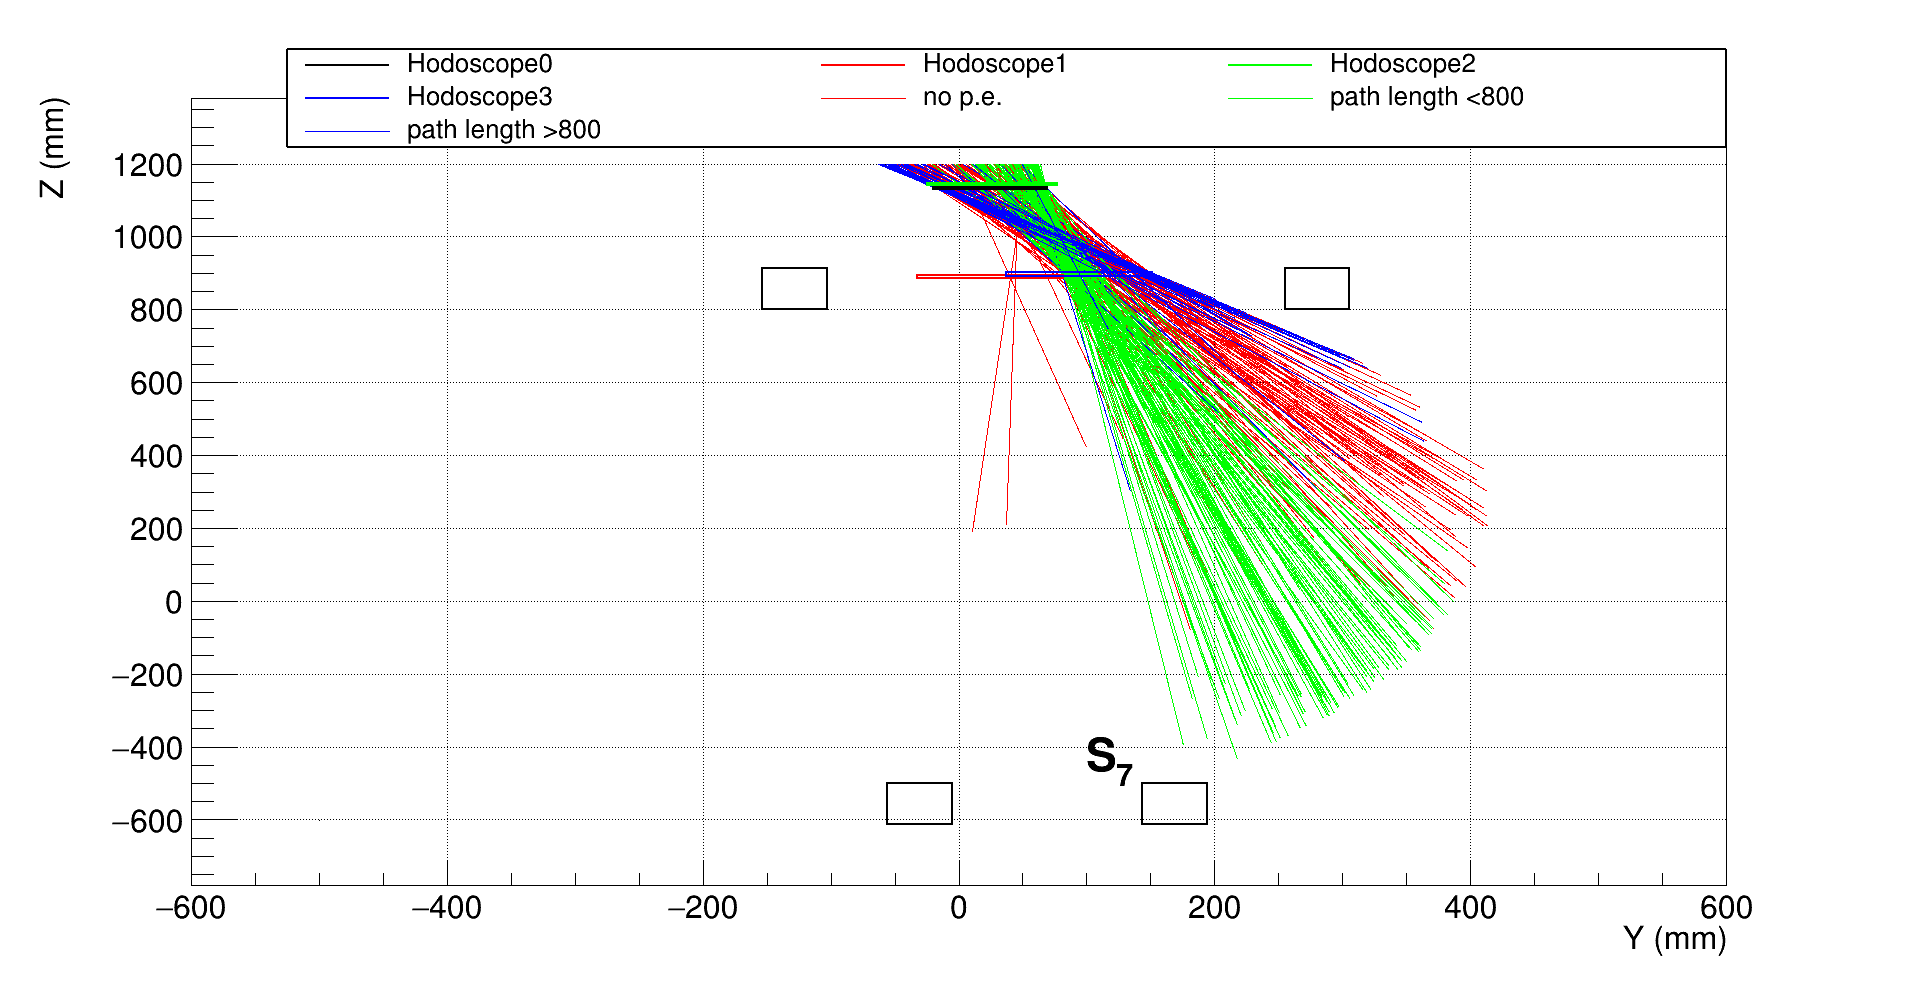 Hodoscope0 Hodoscope1 Hodoscope2
Hodoscope3 no p.e. path length <800
path length >800
Z (mm)
1200
1000
800
600
400
200
0
−200
−400
−600
S7
−600 −400 −200 0 200 400 600
Y (mm)